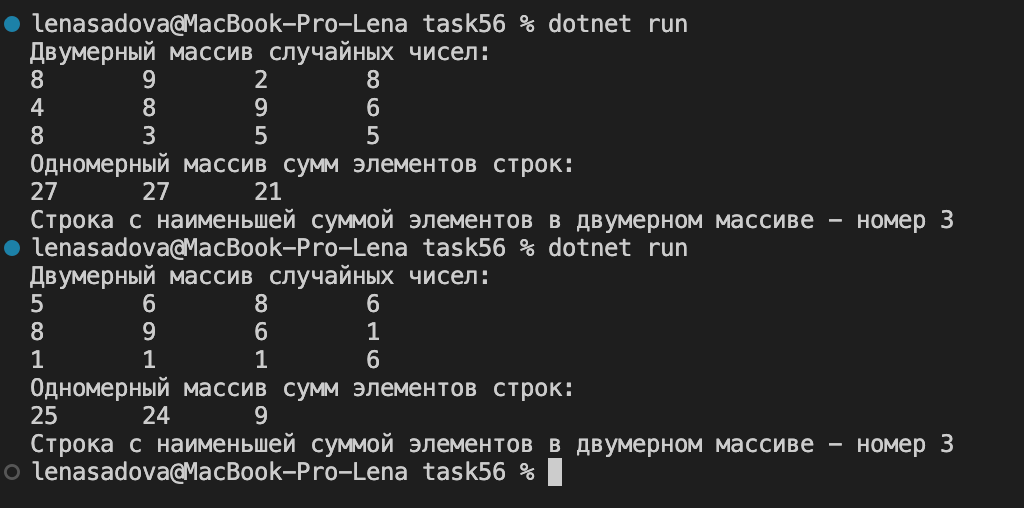 lenasadova@MacBook-Pro-Lena task56 % dotnet run
Двумерный массив случайных чисел:
8 9 2 8
4 8 9 6
8 3 5 5
Одномерный массив сумм элементов строк:
27 27 21
Строка с наименьшей суммой элементов в двумерном массиве - номер 3
lenasadova@MacBook-Pro-Lena task56 % dotnet run
Двумерный массив случайных чисел:
5 6 8 6
8 9 6 1
1 1 1 6
Одномерный массив сумм элементов строк:
25 24 9
Строка с наименьшей суммой элементов в двумерном массиве - номер 3
lenasadova@MacBook-Pro-Lena task56 %